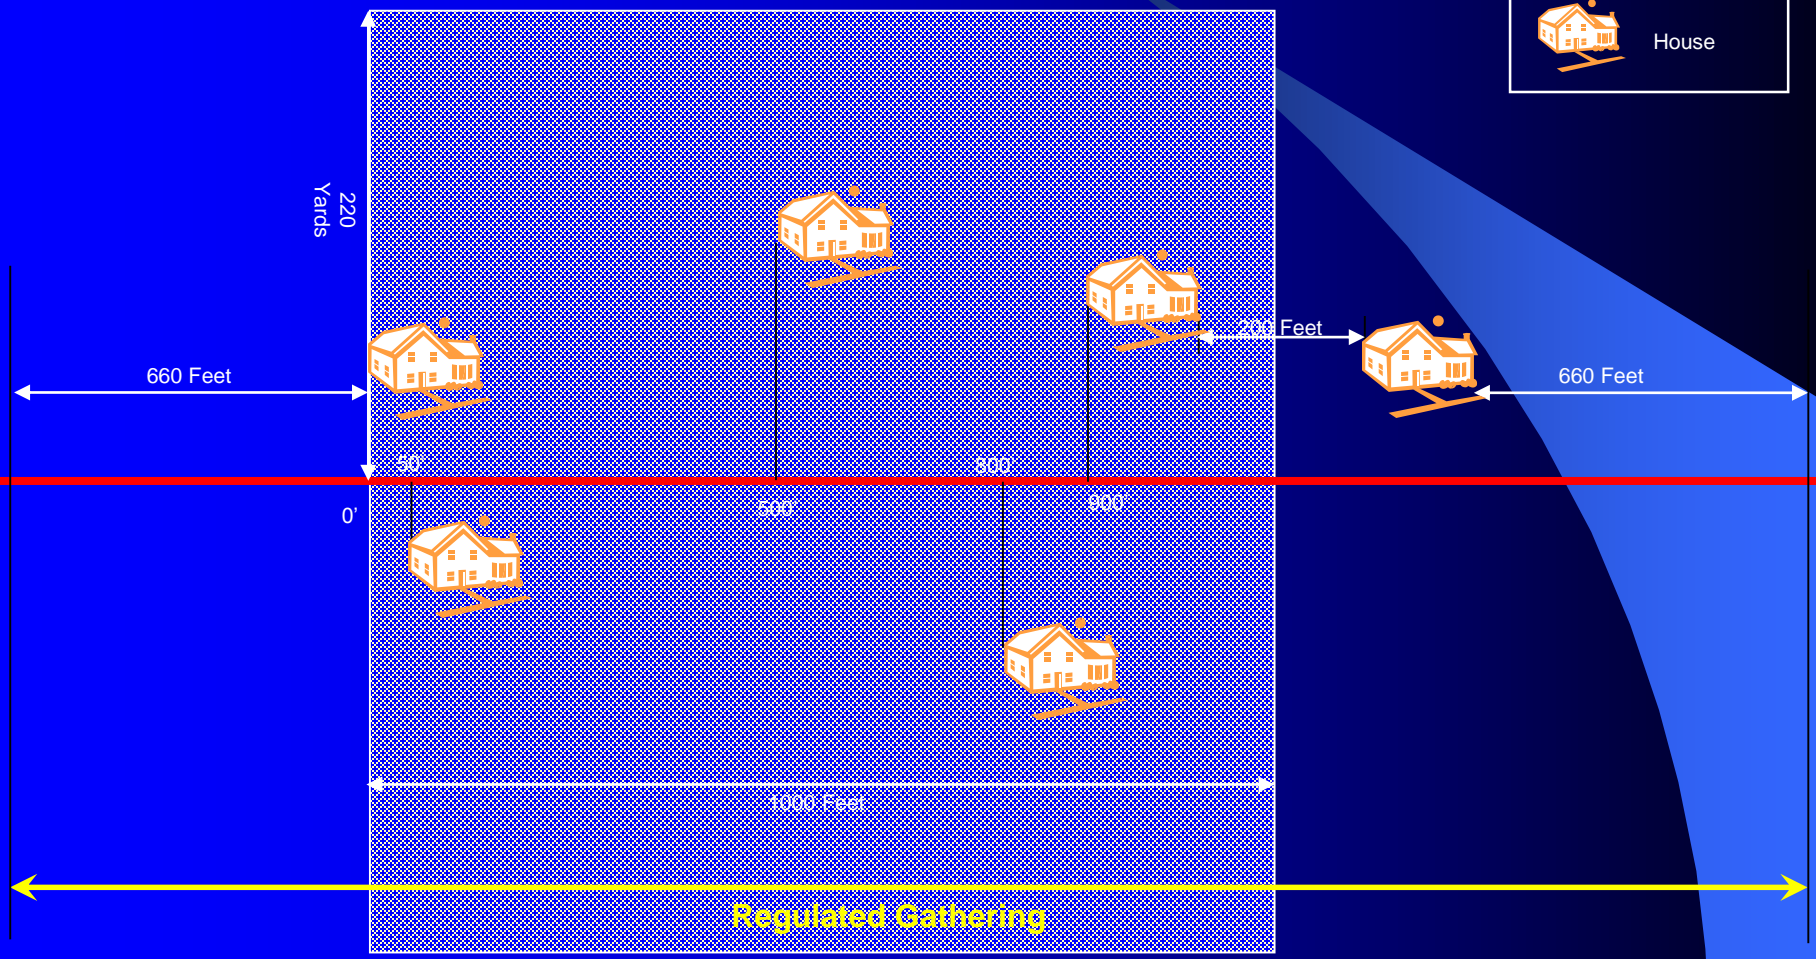 House
220
Yards
200 Feet
660 Feet
660 Feet
50'
800'
0'
500'
900'
1000 Feet
Regulated Gathering